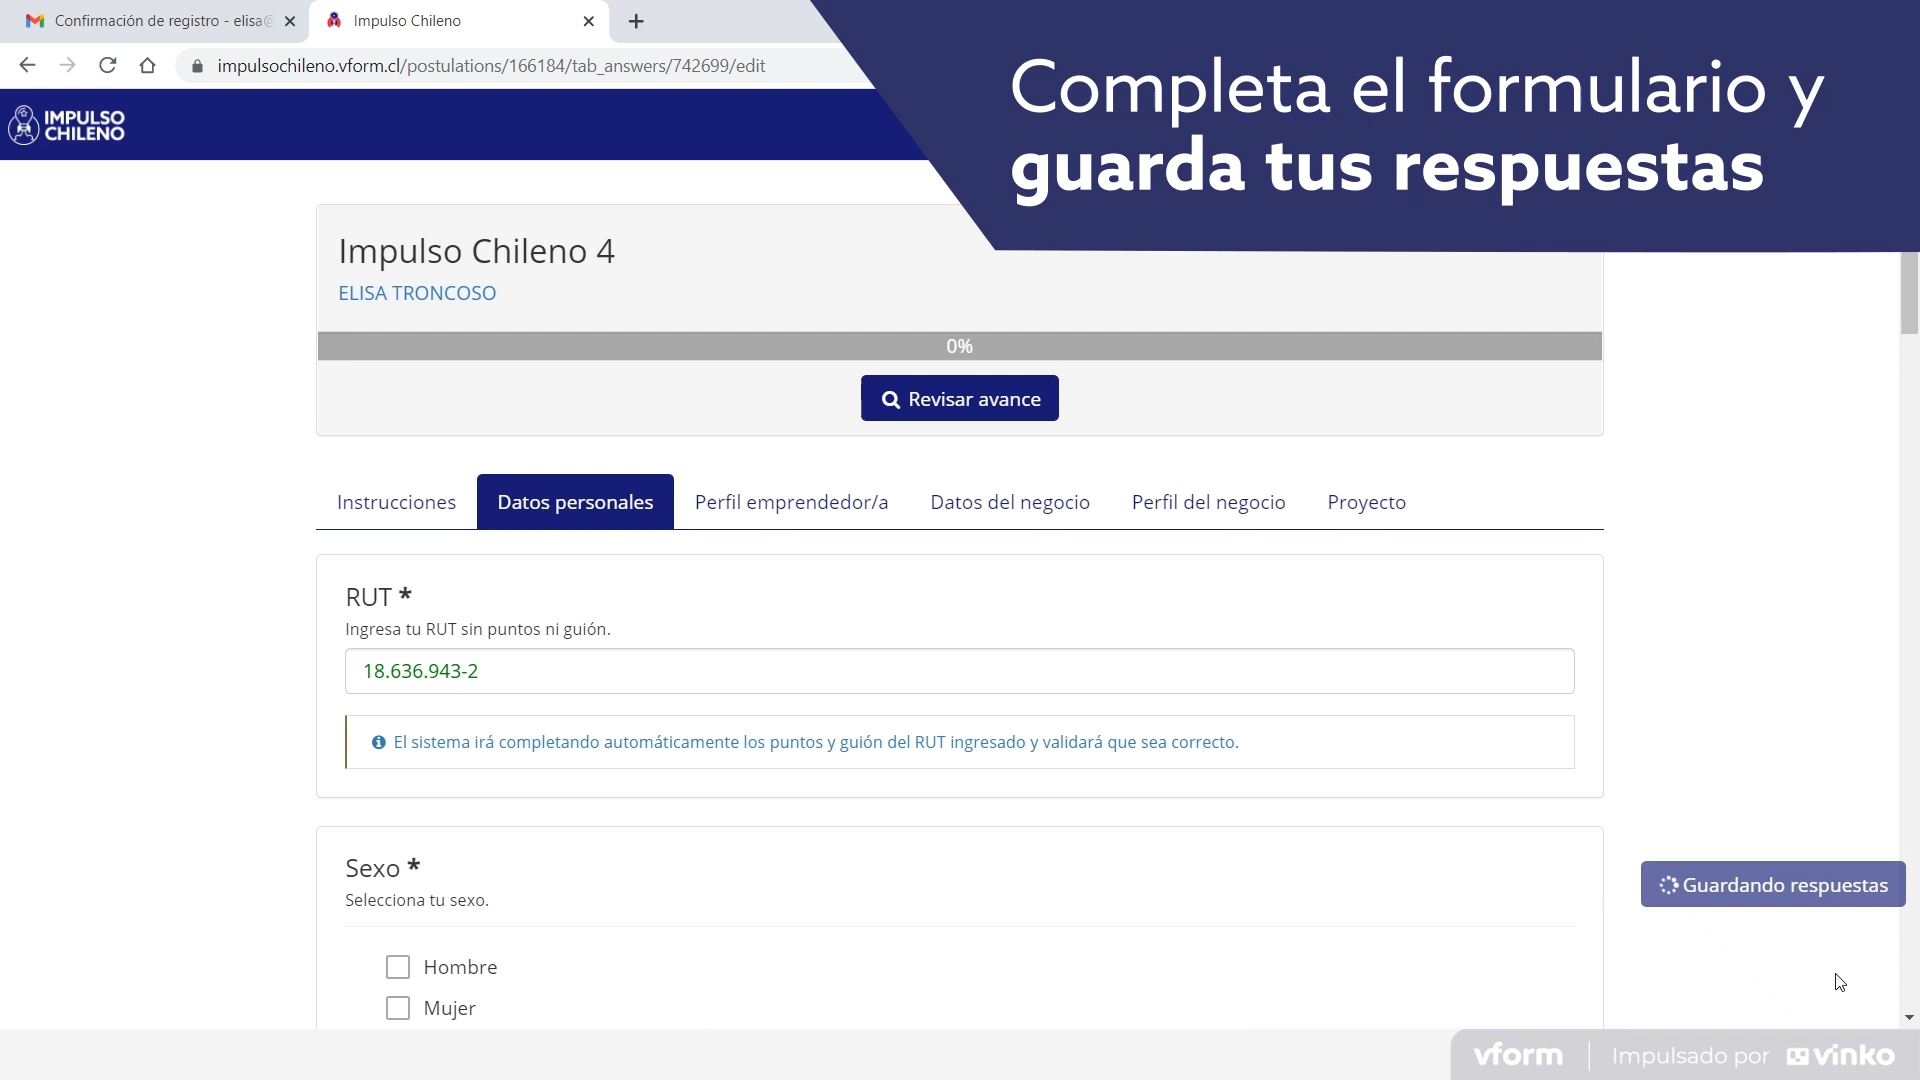 Confirmación de registro - elisa@
Impulso Chileno
impulsochileno.vform.cl/postulations/166184/tab_answers/742699/edit
Completa el formulario y
guarda tus respuestas
IMPULSO
CHILENO
Impulso Chileno 4
ELISA TRONCOSO
0%
Revisar avance
Instrucciones
Datos personales
Perfil emprendedor/a
Datos del negocio
Perfil del negocio
Proyecto
RUT *
Ingresa tu RUT sin puntos ni guión.
18.636.943-2
El sistema irá completando automáticamente los puntos y guión del RUT ingresado y validará que sea correcto.
Sexo *
Selecciona tu sexo.
Hombre
Mujer
Guardando respuestas
vform
Impulsado por vinko